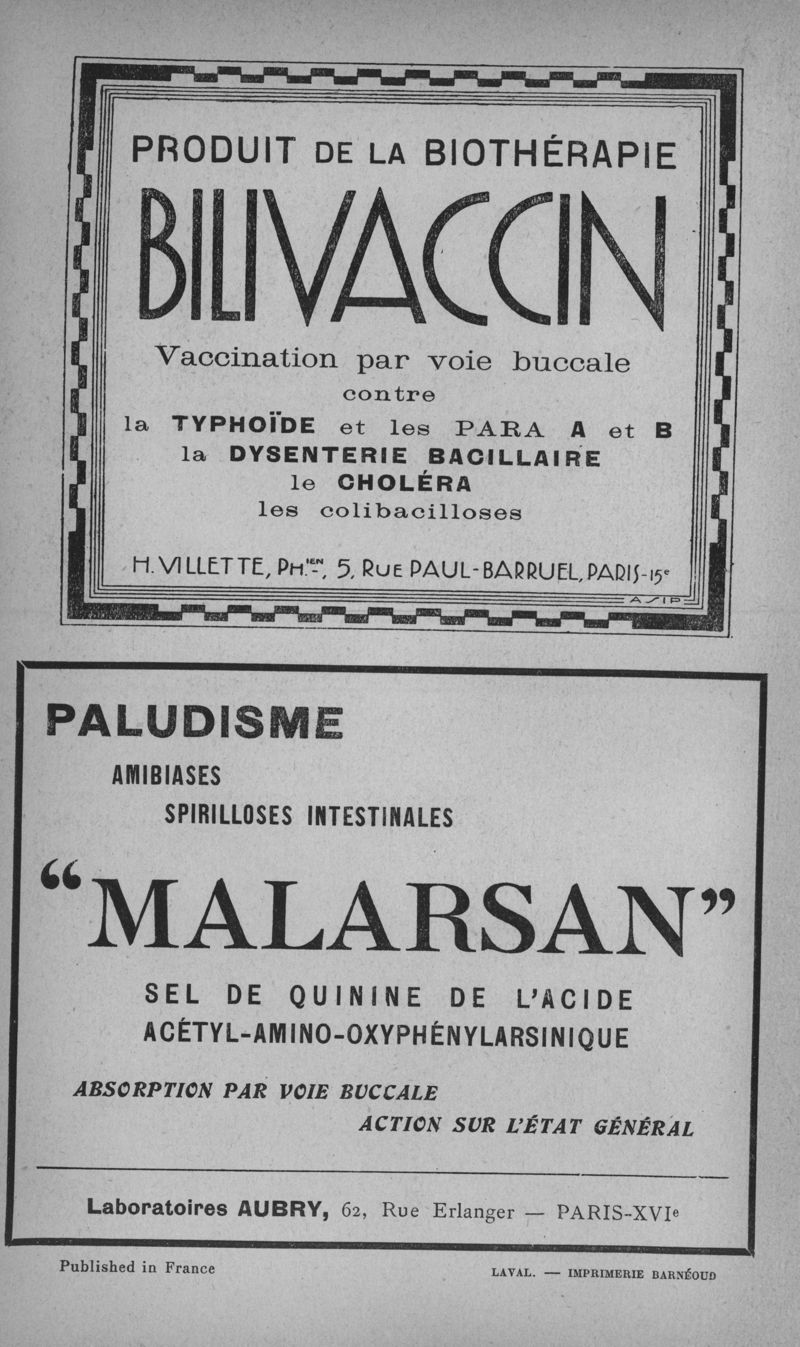 PRODUIT DE LA BIOTHÉRAPIE
BILIVACCIN
Vaccination par voie buccale
contre
la TYPHOÏDE et les PARA A et B
la DYSENTERIE BACILLAIRE
le CHOLÉRA
les colibacilloses
H. VILLETTE, PH.IEN, 5, RUE PAUL-BARRUEL, PARIS-15e
ASIP
PALUDISME
AMIBIASES
SPIRILLOSES INTESTINALES
“MALARSAN”
SEL DE QUININE DE L'ACIDE
ACÉTYL-AMINO-OXYPHÉNYLARSINIQUE
ABSORPTION PAR VOIE BUCCALE
ACTION SUR L'ÉTAT GÉNÉRAL
Laboratoires AUBRY, 62, Rue Erlanger — PARIS-XVIe
Published in France
LAVAL. — IMPRIMERIE BARNÉOUD